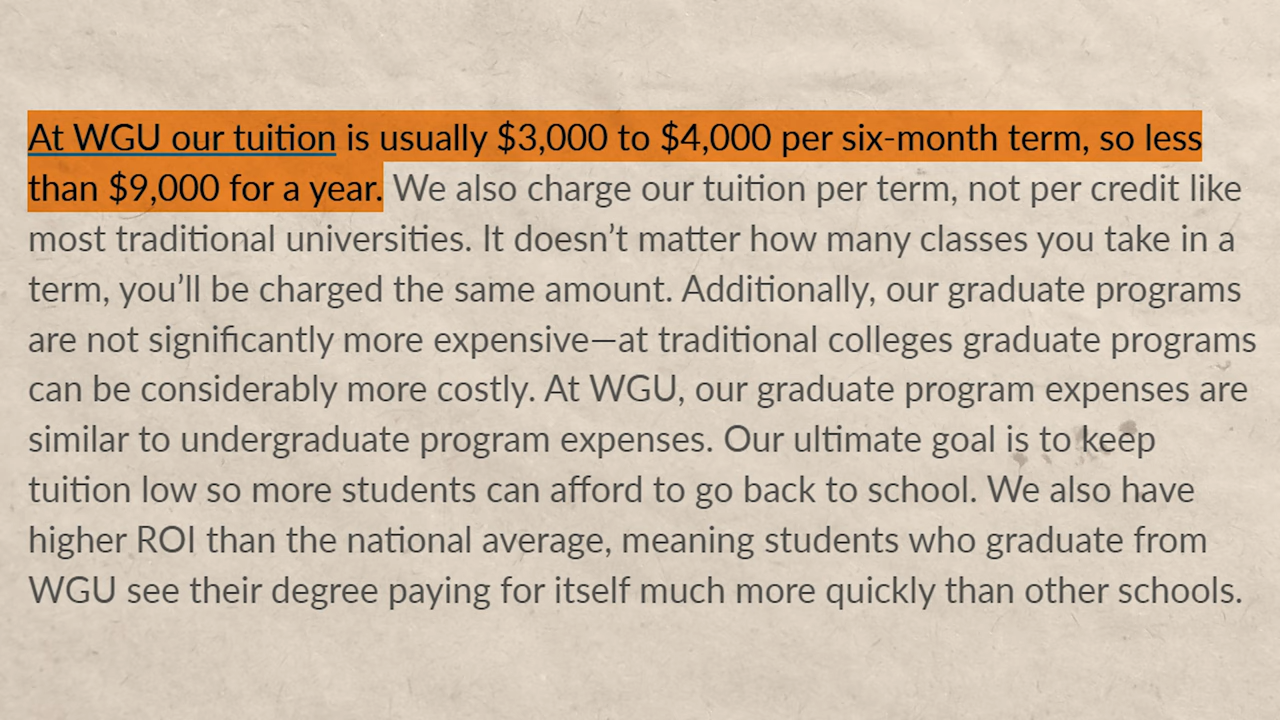 At WGU our tuition is usually $3,000 to $4,000 per six-month term, so less
than $9,000 for a year. We also charge our tuition per term, not per credit like
most traditional universities. It doesn’t matter how many classes you take in a
term, you’ll be charged the same amount. Additionally, our graduate programs
are not significantly more expensive—at traditional colleges graduate programs
can be considerably more costly. At WGU, our graduate program expenses are
similar to undergraduate program expenses. Our ultimate goal is to keep
tuition low so more students can afford to go back to school. We also have
higher ROI than the national average, meaning students who graduate from
WGU see their degree paying for itself much more quickly than other schools.